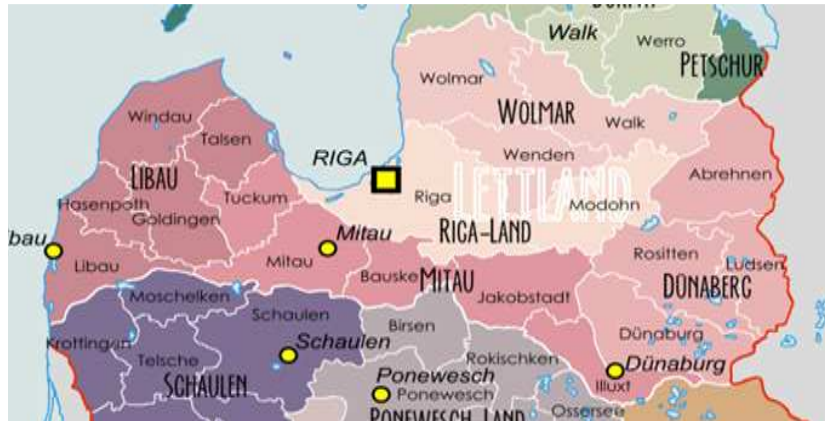 Walk
Werro
PETSCHUR
Wolmar
WOLMAR
Walk
Windau
Talsen
RIGA
Wenden
LETTLAND
Abrehnen
LIBAU
Hasenpoth
Goldingen
Tuckum
Riga
Modohn
RIGA-LAND
Mitau
Libau
Mitau
Bauske
MITAU
Rositten
Ludsen
DÜNABERG
Moschelken
Schaulen
Jakobstadt
Birsen
Dünaburg
Krottingen
Telsche
Schaulen
SCHAULEN
Rokischken
Dünaburg
Illuxt
Ponewesch
Ponewesch
PONEWESCH-LAND
Ossersee